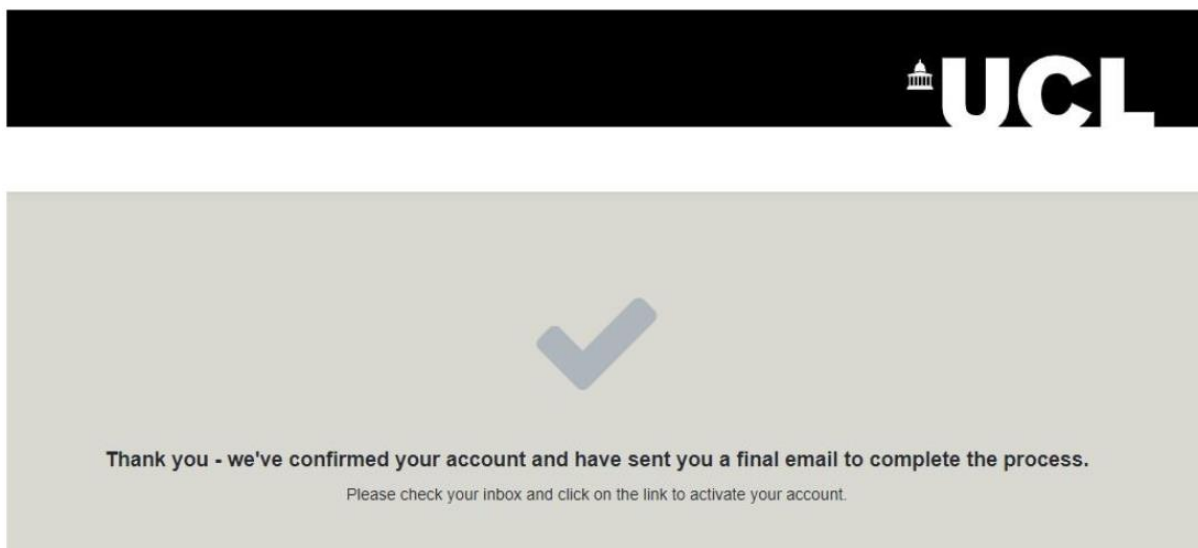 UCL
Thank you - we've confirmed your account and have sent you a final email to complete the process.
Please check your inbox and click on the link to activate your account.